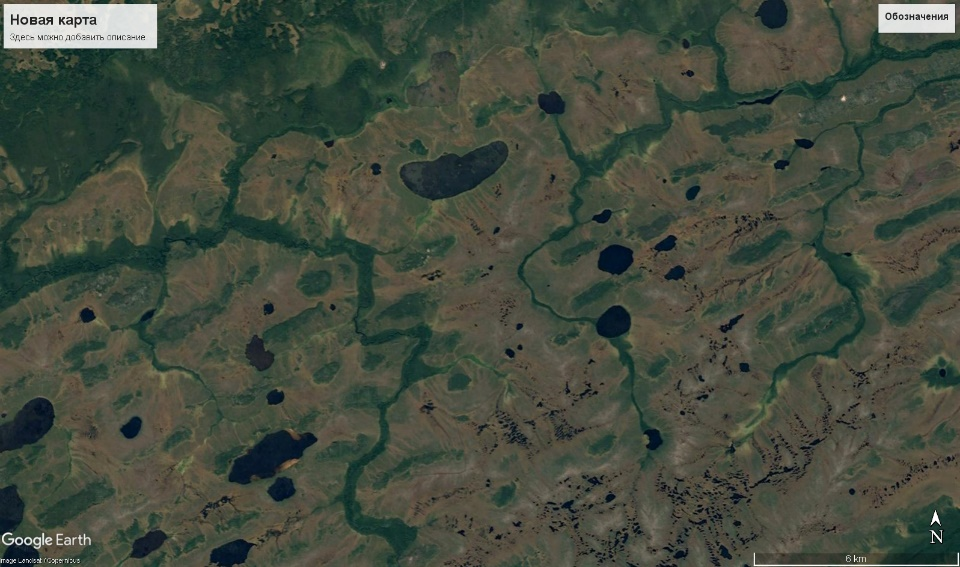 Новая карта
Здесь можно добавить описание.
Обозначения
Google Earth
Image Landsat / Copernicus
N
6 km